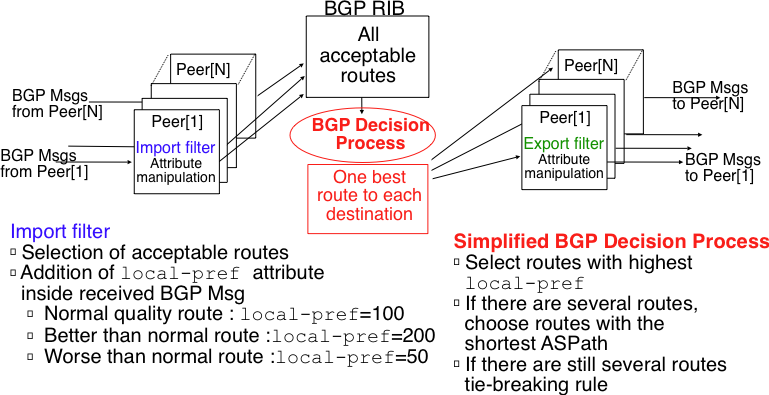 BGP RIB
All
acceptable
routes
Peer[N]
BGP Msgs
from Peer[N]
Peer[1]
Import filter
Attribute
manipulation
BGP Msgs
from Peer[1]
BGP Decision
Process
One best
route to each
destination
Peer[N]
BGP Msgs
to Peer[N]
Peer[1]
Export filter
Attribute
manipulation
BGP Msgs
to Peer[1]
Import filter
Selection of acceptable routes
Addition of local-pref attribute
inside received BGP Msg
Normal quality route : local-pref=100
Better than normal route :local-pref=200
Worse than normal route :local-pref=50
Simplified BGP Decision Process
Select routes with highest
local-pref
If there are several routes,
choose routes with the
shortest ASPath
If there are still several routes
tie-breaking rule